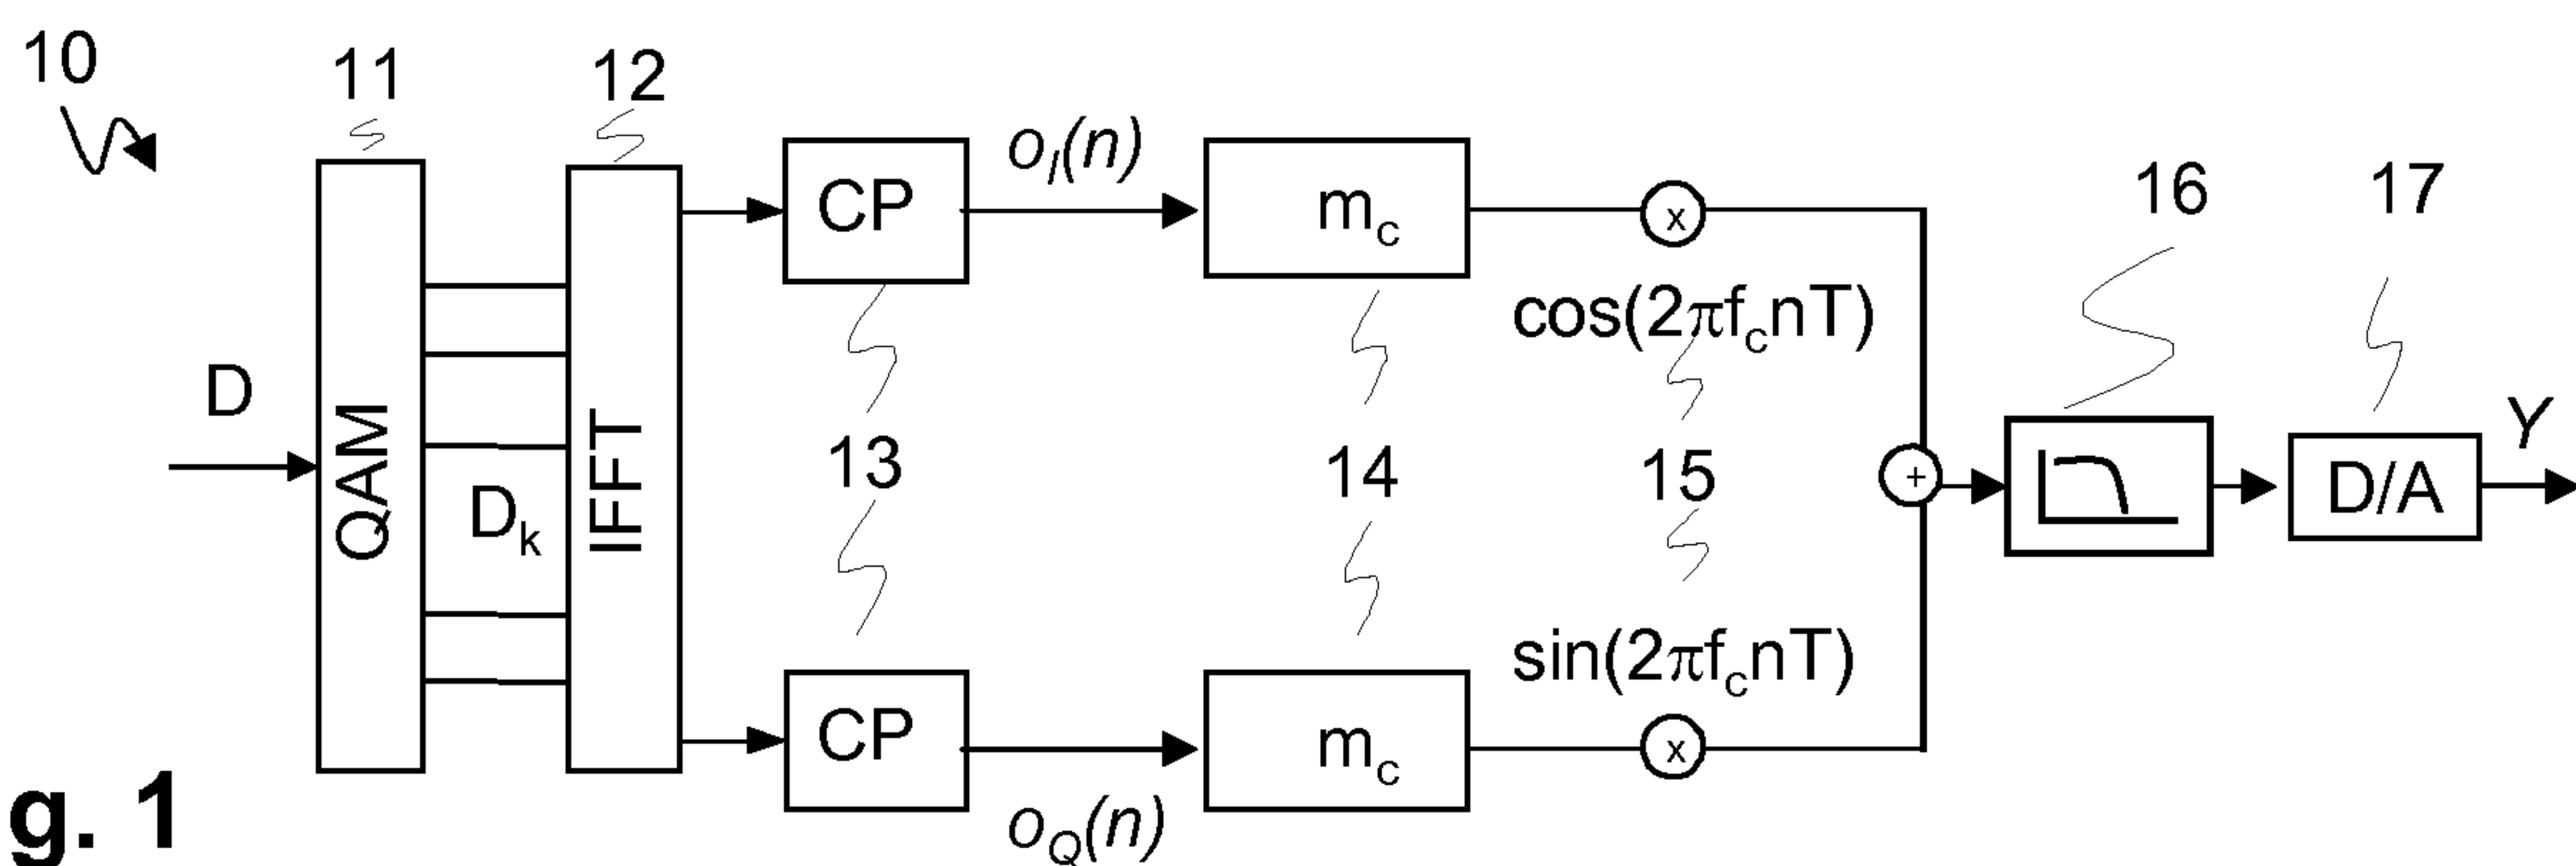 10
11
12
16
17
D
QAM
D_k
IFFT
CP
o_I(n)
m_c
x
cos(2πf_cnT)
13
14
15
+
D/A
Y
sin(2πf_cnT)
CP
o_Q(n)
m_c
x
g. 1